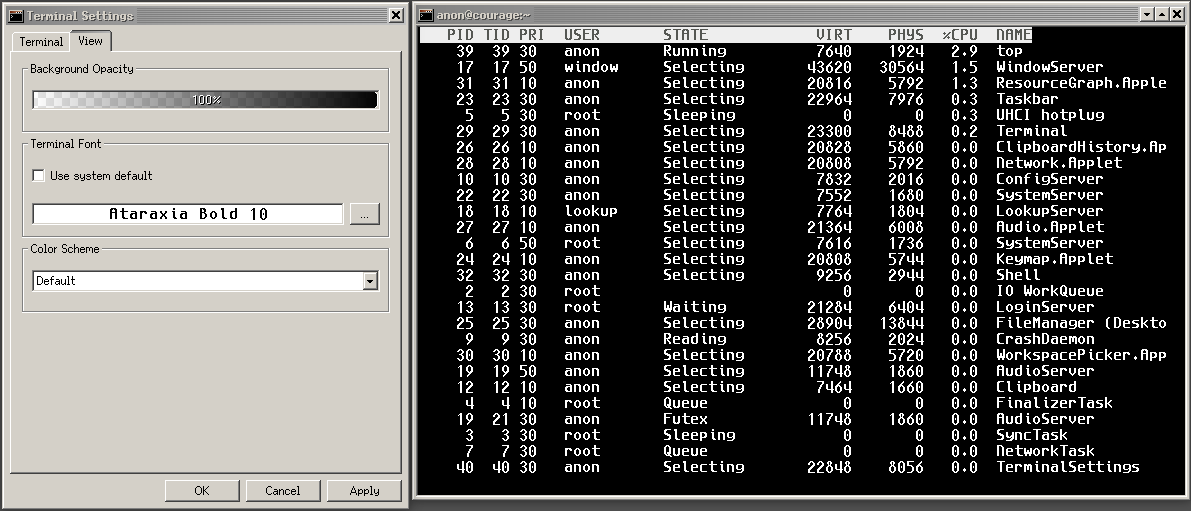 Terminal Settings
Terminal View
Background Opacity
100%
Terminal Font
Use system default
Ataraxia Bold 10
...
Color Scheme
Default
OK Cancel Apply
anon@courage:~
PID TID PRI USER STATE VIRT PHYS %CPU NAME
39 39 30 anon Running 7640 1924 2.9 top
17 17 50 window Selecting 43620 30564 1.5 WindowServer
31 31 10 anon Selecting 20816 5792 1.3 ResourceGraph.Apple
23 23 30 anon Selecting 22964 7976 0.3 Taskbar
5 5 30 root Sleeping 0 0 0.3 UHCI hotplug
29 29 30 anon Selecting 23300 8488 0.2 Terminal
26 26 10 anon Selecting 20828 5860 0.0 ClipboardHistory.Ap
28 28 10 anon Selecting 20808 5792 0.0 Network.Applet
10 10 30 anon Selecting 7832 2016 0.0 ConfigServer
22 22 30 anon Selecting 7552 1680 0.0 SystemServer
18 18 10 lookup Selecting 7764 1804 0.0 LookupServer
27 27 10 anon Selecting 21364 6008 0.0 Audio.Applet
6 6 50 root Selecting 7616 1736 0.0 SystemServer
24 24 10 anon Selecting 20808 5744 0.0 Keymap.Applet
32 32 30 anon Selecting 9256 2944 0.0 Shell
2 2 30 root 0 0 0.0 IO WorkQueue
13 13 30 root Waiting 21284 6404 0.0 LoginServer
25 25 30 anon Selecting 28904 13844 0.0 FileManager (Deskto
9 9 30 anon Reading 8256 2024 0.0 CrashDaemon
30 30 10 anon Selecting 20788 5720 0.0 WorkspacePicker.App
19 19 50 anon Selecting 11748 1860 0.0 AudioServer
12 12 10 anon Selecting 7464 1660 0.0 Clipboard
4 4 10 root Queue 0 0 0.0 FinalizerTask
19 21 30 anon Futex 11748 1860 0.0 AudioServer
3 3 30 root Sleeping 0 0 0.0 SyncTask
7 7 30 root Queue 0 0 0.0 NetworkTask
40 40 30 anon Selecting 22848 8056 0.0 TerminalSettings